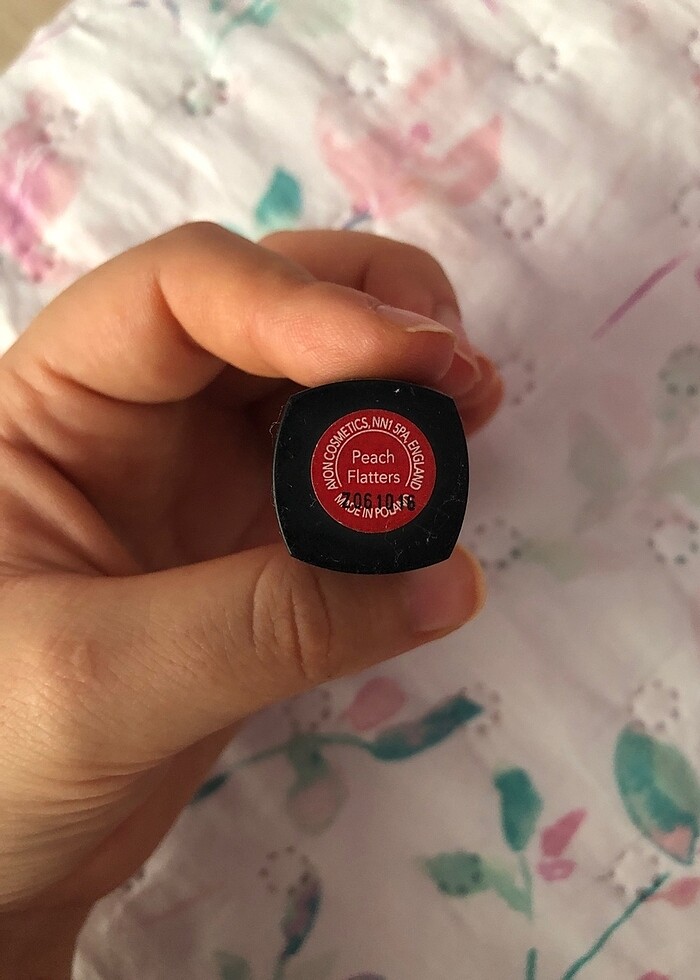 AVON COSMETICS, NN1 5PA, ENGLAND
Peach
Flatters
MADE IN POLAND